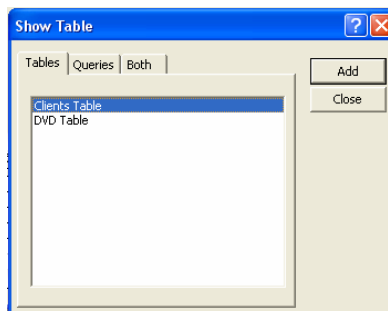 Show Table
Tables Queries Both
Add
Close
Clients Table
DVD Table